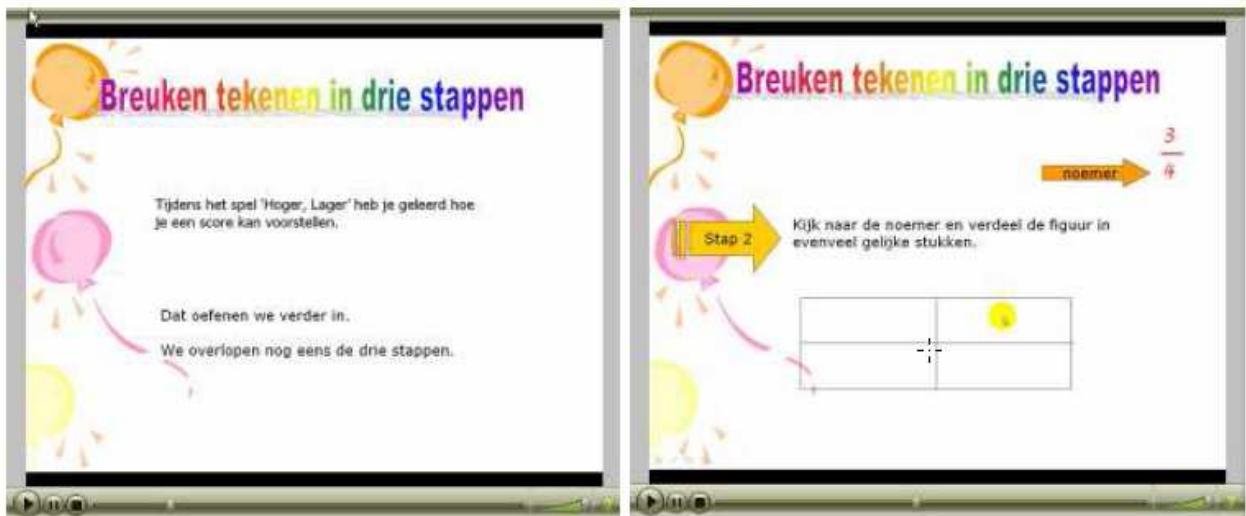 Breuken tekenen in drie stappen
Tijdens het spel 'Hoger, Lager' heb je geleerd hoe
je een score kan voorstellen.
Dat oefenen we verder in.
We overlopen nog eens de drie stappen.
Breuken tekenen in drie stappen
3
noemer 4
Stap 2
Kijk naar de noemer en verdeel de figuur in
evenveel gelijke stukken.